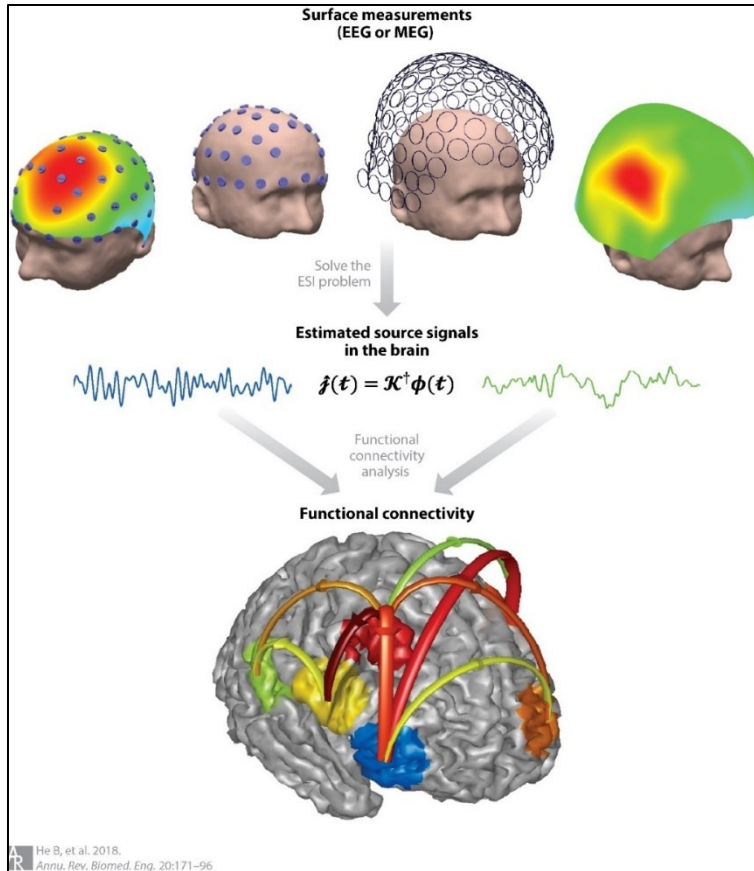 Surface measurements
(EEG or MEG)
Solve the
ESI problem
Estimated source signals
in the brain
𝒋̂(t) = 𝒦†ϕ(t)
Functional
connectivity
analysis
Functional connectivity
AR
He B, et al. 2018.
Annu. Rev. Biomed. Eng. 20:171–96